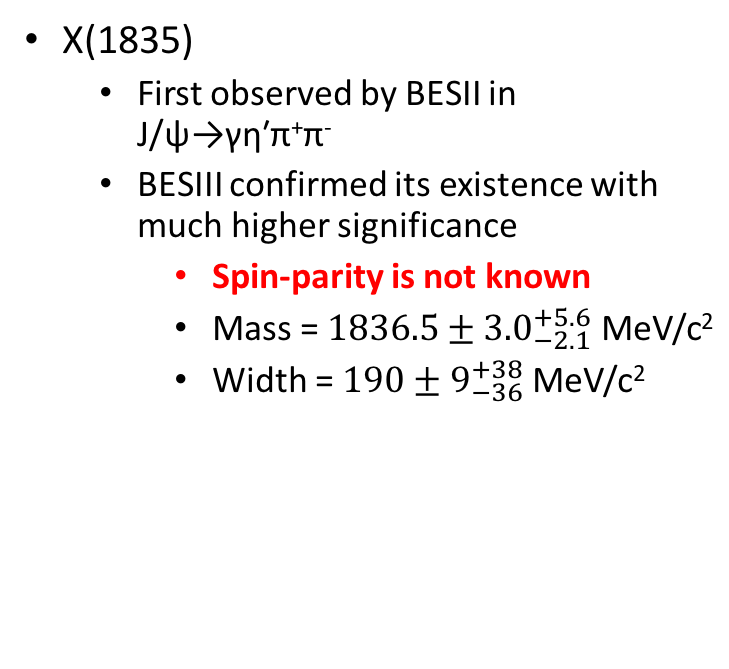 • X(1835)
• First observed by BESII in
J/ψ→γη′π⁺π⁻
• BESIII confirmed its existence with
much higher significance
• Spin-parity is not known
• Mass = 1836.5 ± 3.0^{+5.6}_{−2.1} MeV/c²
• Width = 190 ± 9^{+38}_{−36} MeV/c²